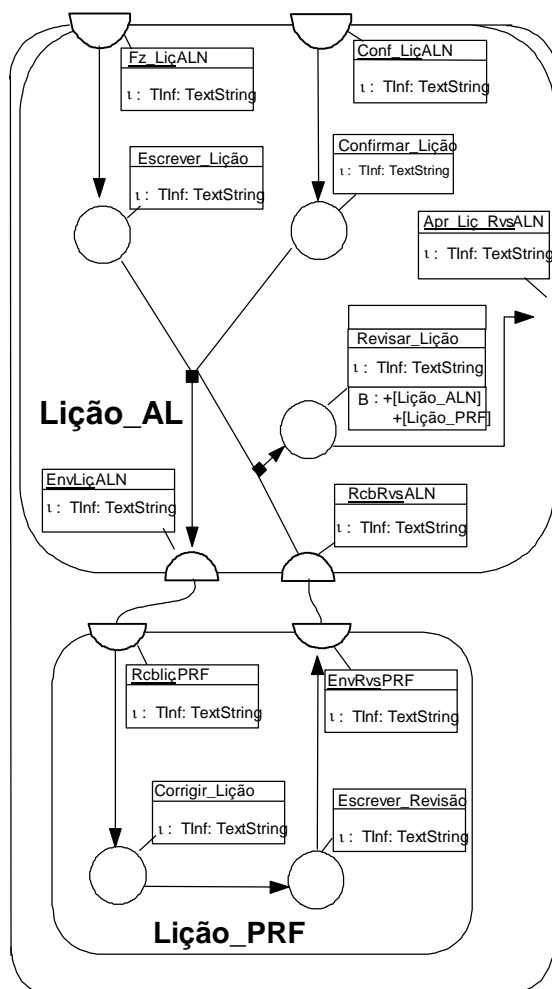 Fz_LiçALN
ι : TInf: TextString
Conf_LiçALN
ι : TInf: TextString
Escrever_Lição
ι : TInf: TextString
Confirmar_Lição
ι : TInf: TextString
Apr_Liç_RvsALN
ι : TInf: TextString
Revisar_Lição
ι : TInf: TextString
B : +[Lição_ALN]
+[Lição_PRF]
Lição_AL
EnvLiçALN
ι : TInf: TextString
RcbRvsALN
ι : TInf: TextString
RcbliçPRF
ι : TInf: TextString
EnvRvsPRF
ι : TInf: TextString
Corrigir_Lição
ι : TInf: TextString
Escrever_Revisão
ι : TInf: TextString
Lição_PRF